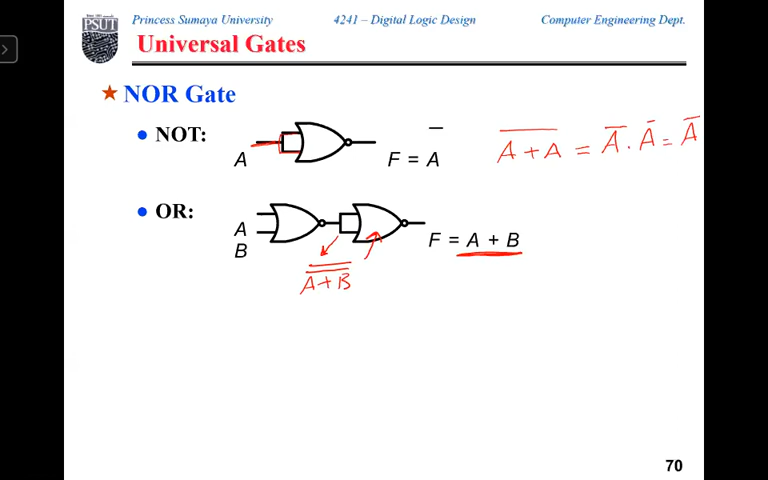 Princess Sumaya University 4241 – Digital Logic Design Computer Engineering Dept.
PSUT
Universal Gates
NOR Gate
NOT:
A
F = A̅
A̅+̅A̅ = A̅ . A̅ = A̅
OR:
A
B
F = A + B
A̿+̿B̿
70